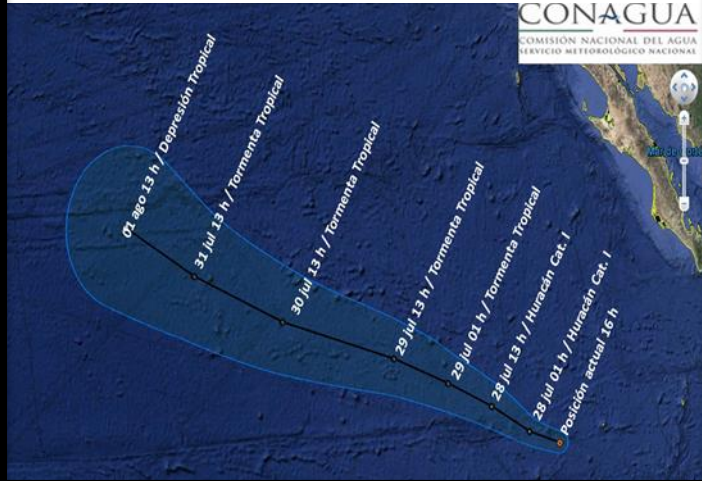 CONAGUA
COMISIÓN NACIONAL DEL AGUA
SERVICIO METEOROLÓGICO NACIONAL
01 ago 13 h / Depresión Tropical
31 jul 13 h / Tormenta Tropical
30 jul 13 h / Tormenta Tropical
29 jul 13 h / Tormenta Tropical
29 jul 01 h / Tormenta Tropical
28 jul 13 h / Huracán Cat. I
28 jul 01 h / Huracán Cat. I
Posición actual 16 h